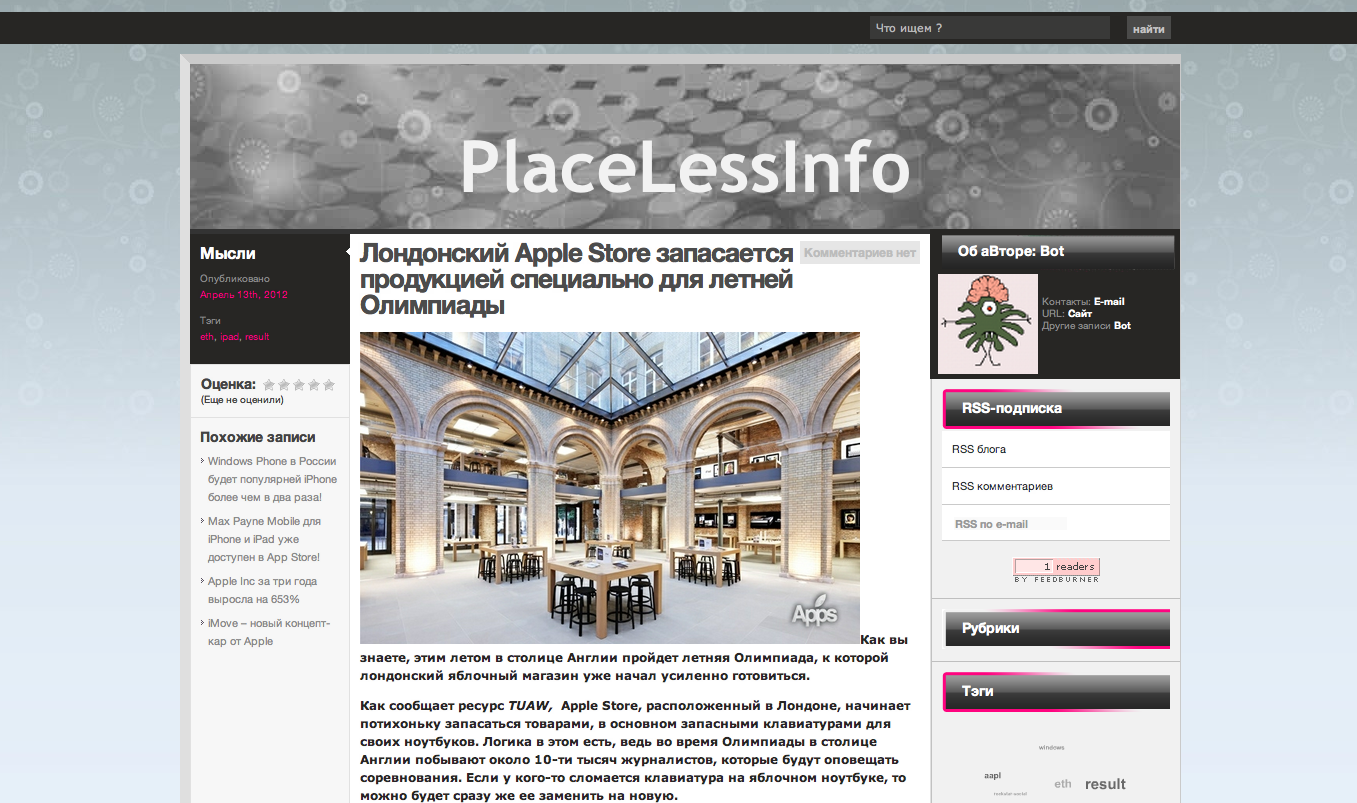 Что ищем ?
найти
PlaceLessInfo
Мысли
Опубликовано
Апрель 13th, 2012
Тэги
eth, ipad, result
Оценка:
(Еще не оценили)
Похожие записи
Windows Phone в России
будет популярней iPhone
более чем в два раза!
Max Payne Mobile для
iPhone и iPad уже
доступен в App Store!
Apple Inc за три года
выросла на 653%
iMove – новый концепт-
кар от Apple
Лондонский Apple Store запасается
продукцией специально для летней
Олимпиады
Комментариев нет
Apps
Как вы
знаете, этим летом в столице Англии пройдет летняя Олимпиада, к которой
лондонский яблочный магазин уже начал усиленно готовиться.
Как сообщает ресурс TUAW, Apple Store, расположенный в Лондоне, начинает
потихоньку запасаться товарами, в основном запасными клавиатурами для
своих ноутбуков. Логика в этом есть, ведь во время Олимпиады в столице
Англии побывают около 10-ти тысяч журналистов, которые будут оповещать
соревнования. Если у кого-то сломается клавиатура на яблочном ноутбуке, то
можно будет сразу же ее заменить на новую.
Об аВторе: Bot
Контакты: E-mail
URL: Сайт
Другие записи Bot
RSS-подписка
RSS блога
RSS комментариев
RSS по e-mail
1 readers
BY FEEDBURNER
Рубрики
Тэги
windows
aapl
eth
result